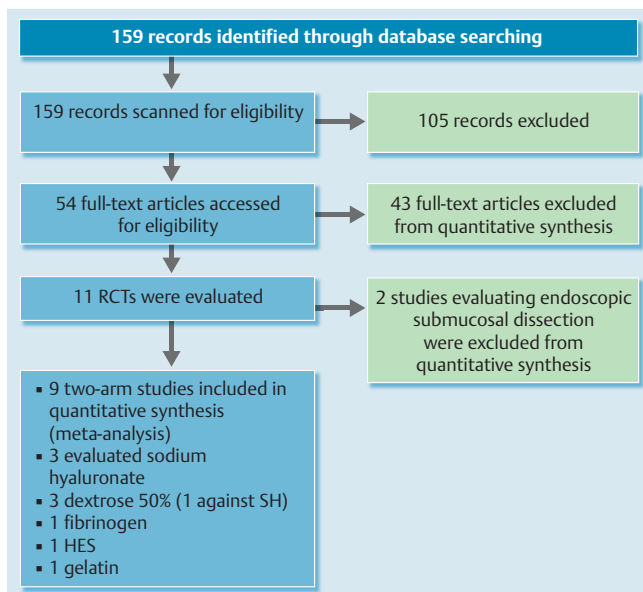 159 records identified through database searching
159 records scanned for eligibility
105 records excluded
54 full-text articles accessed
for eligibility
43 full-text articles excluded
from quantitative synthesis
11 RCTs were evaluated
2 studies evaluating endoscopic
submucosal dissection
were excluded from
quantitative synthesis
▪ 9 two-arm studies included in
quantitative synthesis
(meta-analysis)
▪ 3 evaluated sodium
hyaluronate
▪ 3 dextrose 50% (1 against SH)
▪ 1 fibrinogen
▪ 1 HES
▪ 1 gelatin